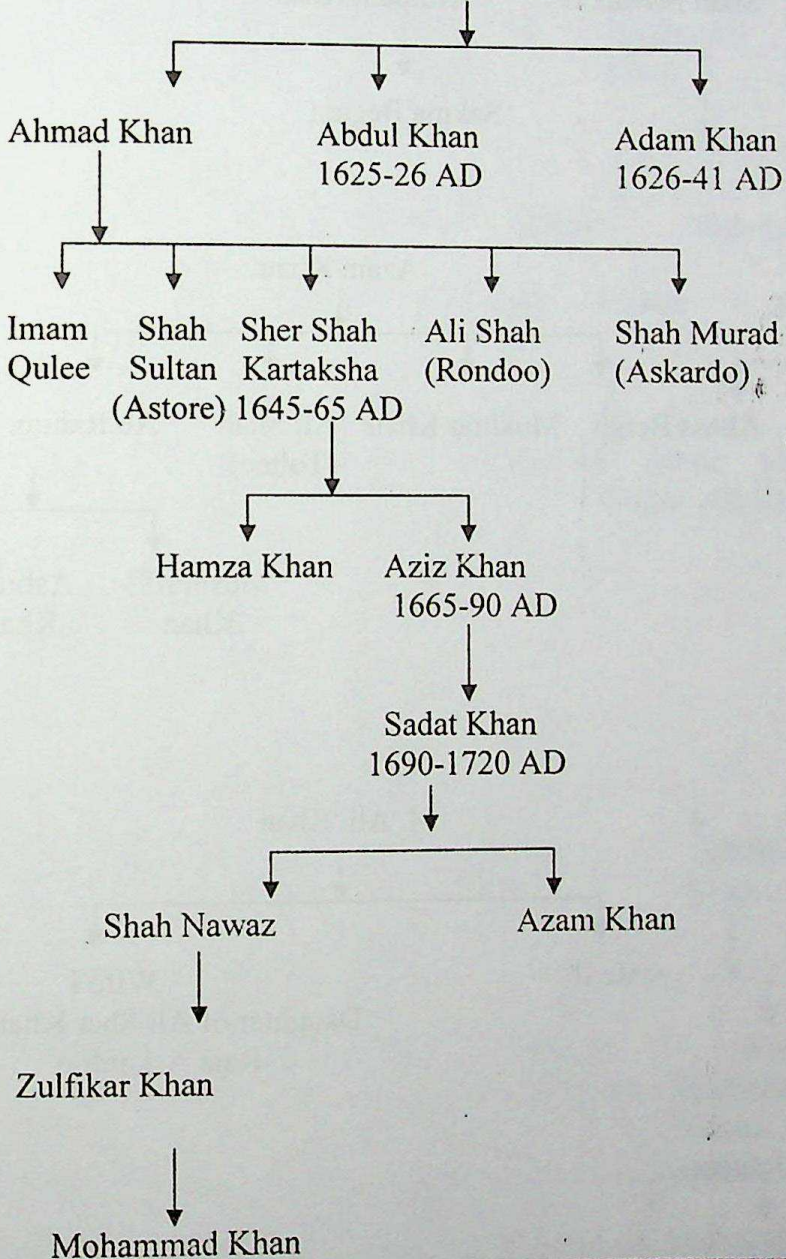 Ahmad Khan
Abdul Khan
1625-26 AD
Adam Khan
1626-41 AD
Imam
Qulee
Shah
Sultan
(Astore)
Sher Shah
Kartaksha
1645-65 AD
Ali Shah
(Rondoo)
Shah Murad
(Askardo)
Hamza Khan
Aziz Khan
1665-90 AD
Sadat Khan
1690-1720 AD
Shah Nawaz
Azam Khan
Zulfikar Khan
Mohammad Khan